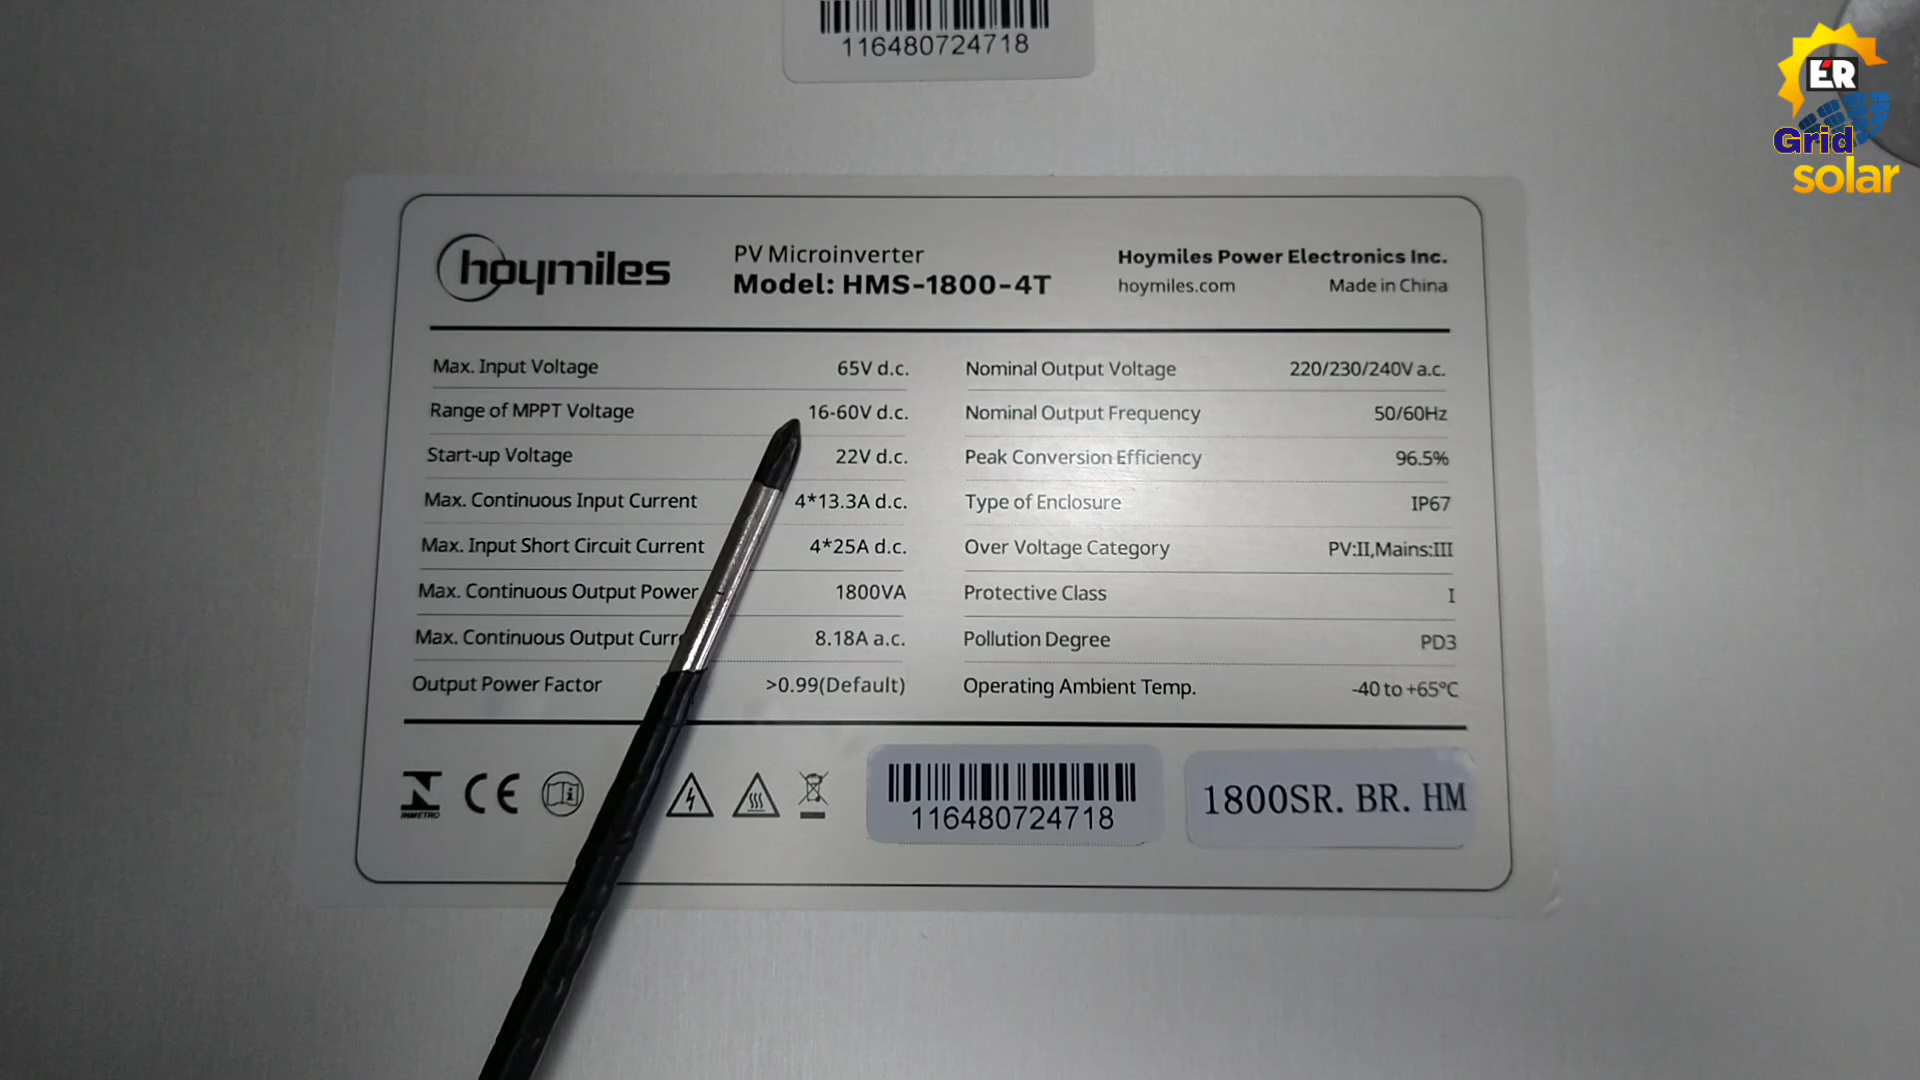 116480724718
E'R
Grid
solar
hoymiles
PV Microinverter
Model: HMS-1800-4T
Hoymiles Power Electronics Inc.
hoymiles.com
Made in China
Max. Input Voltage 65V d.c.
Range of MPPT Voltage 16-60V d.c.
Start-up Voltage 22V d.c.
Max. Continuous Input Current 4*13.3A d.c.
Max. Input Short Circuit Current 4*25A d.c.
Max. Continuous Output Power 1800VA
Max. Continuous Output Curr 8.18A a.c.
Output Power Factor >0.99(Default)
Nominal Output Voltage 220/230/240V a.c.
Nominal Output Frequency 50/60Hz
Peak Conversion Efficiency 96.5%
Type of Enclosure IP67
Over Voltage Category PV:II,Mains:III
Protective Class I
Pollution Degree PD3
Operating Ambient Temp. -40 to +65°C
INMETRO
CE
116480724718
1800SR. BR. HM